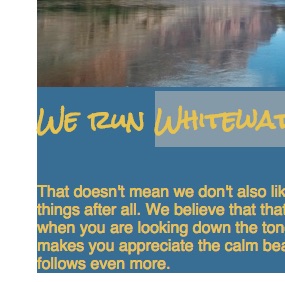 We run Whitewat
That doesn't mean we don't also lik
things after all. We believe that that
when you are looking down the ton
makes you appreciate the calm bea
follows even more.